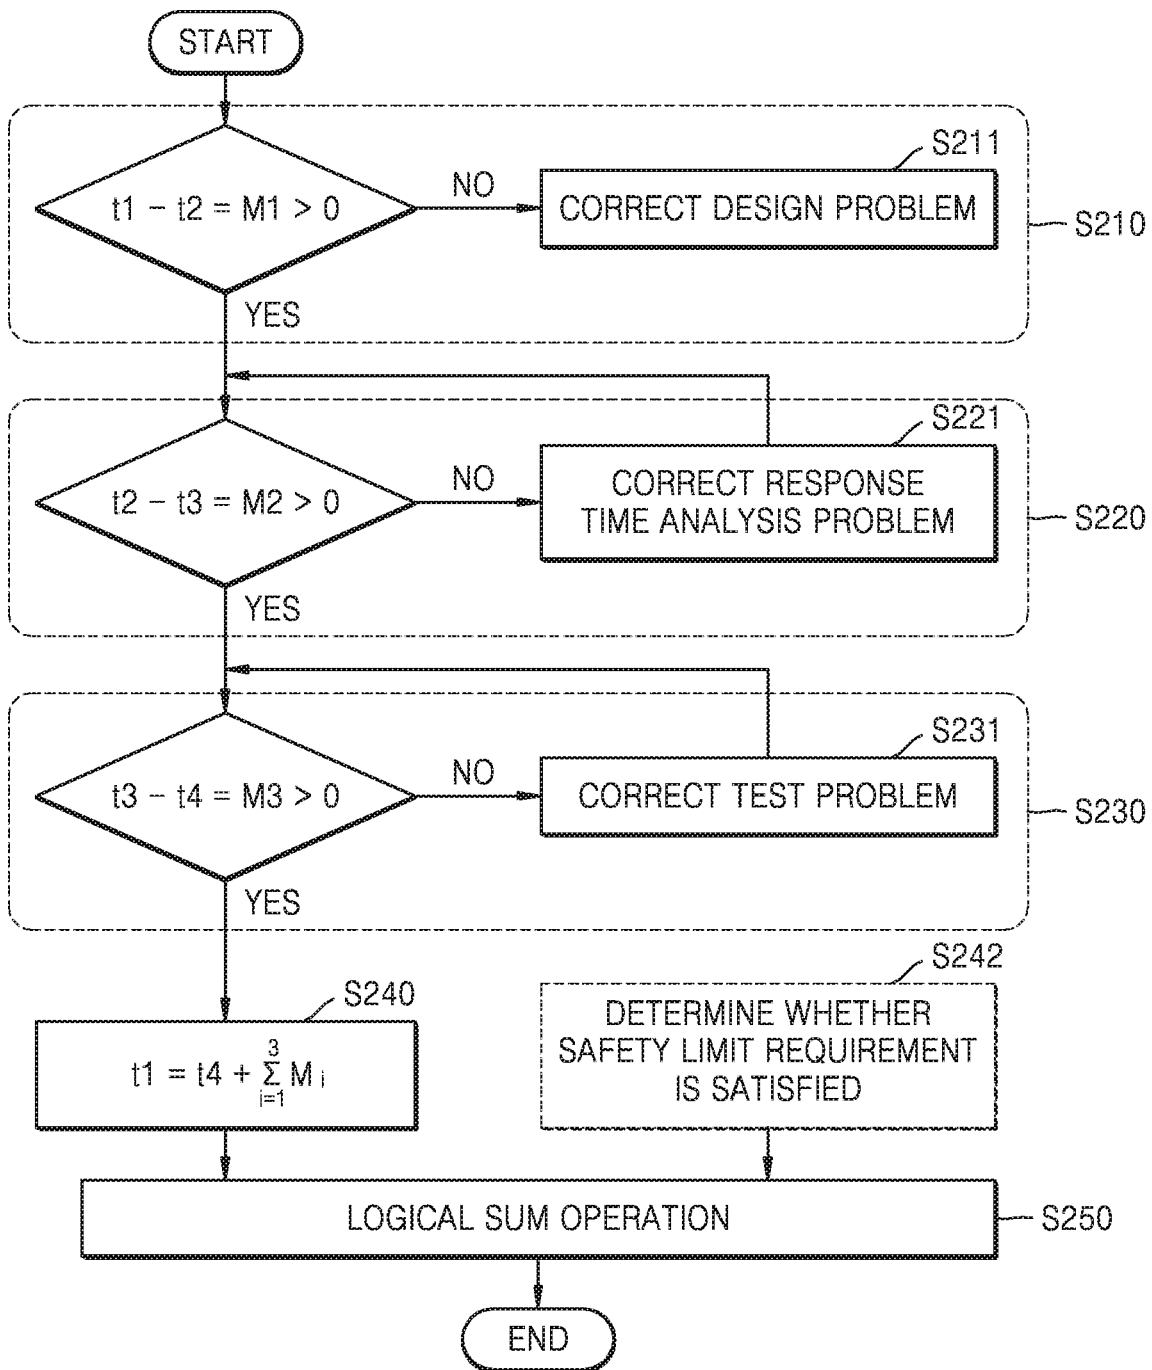 START
S211
t1 – t2 = M1 > 0
NO
CORRECT DESIGN PROBLEM
S210
YES
S221
t2 – t3 = M2 > 0
NO
CORRECT RESPONSE
TIME ANALYSIS PROBLEM
S220
YES
S231
t3 – t4 = M3 > 0
NO
CORRECT TEST PROBLEM
S230
YES
S240
t1 = t4 + 3 Σ i=1 M i
S242
DETERMINE WHETHER
SAFETY LIMIT REQUIREMENT
IS SATISFIED
LOGICAL SUM OPERATION
S250
END